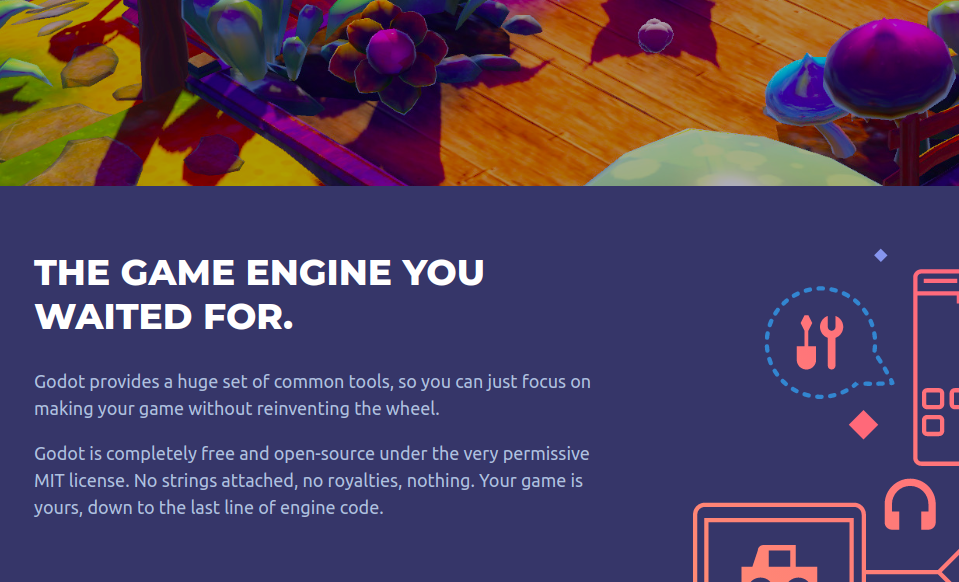 THE GAME ENGINE YOU
WAITED FOR.
Godot provides a huge set of common tools, so you can just focus on
making your game without reinventing the wheel.
Godot is completely free and open-source under the very permissive
MIT license. No strings attached, no royalties, nothing. Your game is
yours, down to the last line of engine code.